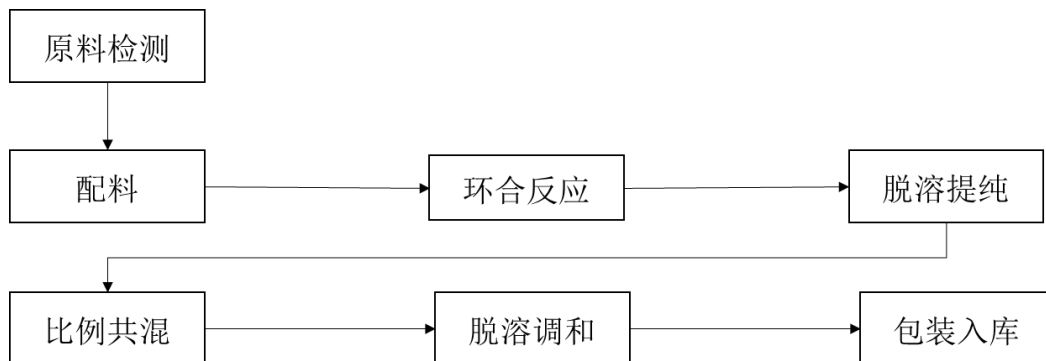 原料检测
配料
环合反应
脱溶提纯
比例共混
脱溶调和
包装入库